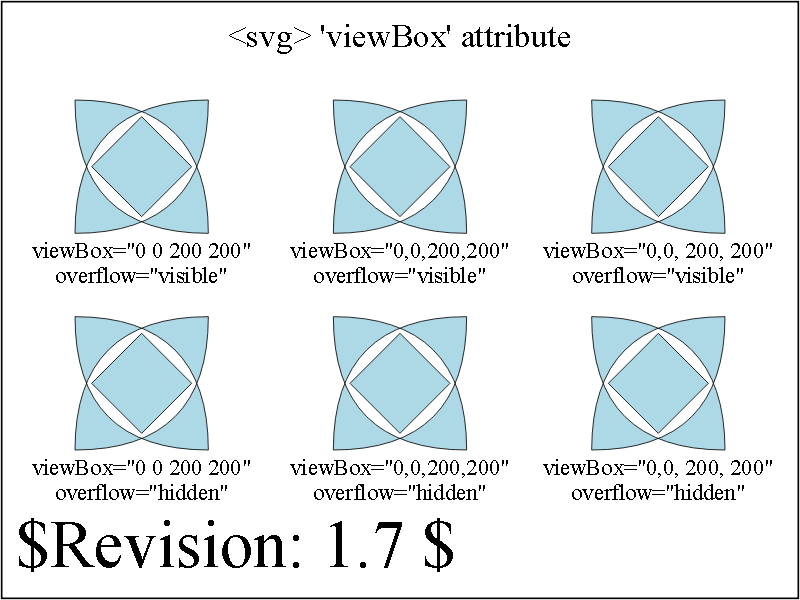 <svg> 'viewBox' attribute
viewBox="0 0 200 200"
overflow="visible"
viewBox="0,0,200,200"
overflow="visible"
viewBox="0,0, 200, 200"
overflow="visible"
viewBox="0 0 200 200"
overflow="hidden"
viewBox="0,0,200,200"
overflow="hidden"
viewBox="0,0, 200, 200"
overflow="hidden"
$Revision: 1.7 $